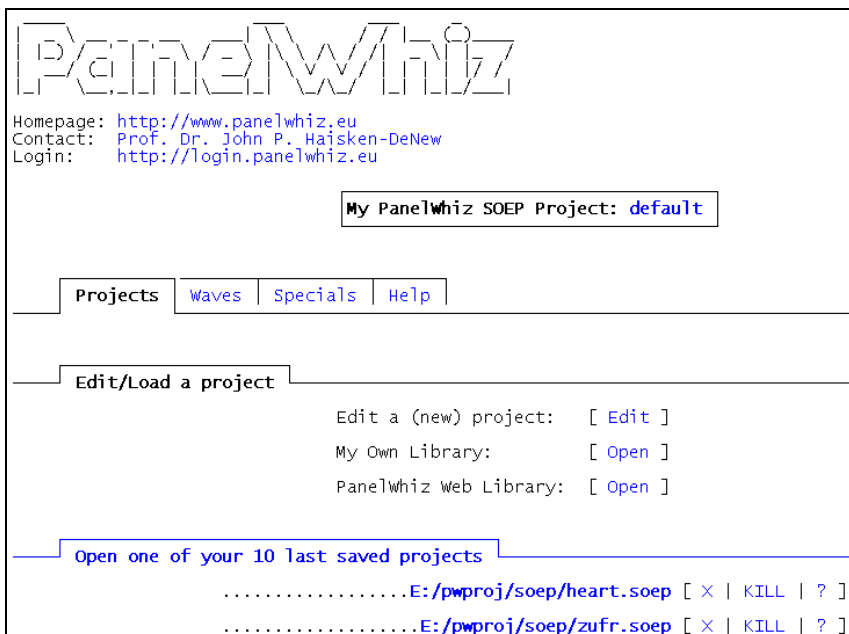 PanelWhiz
Homepage: http://www.panelwhiz.eu
Contact: Prof. Dr. John P. Haisken-DeNew
Login: http://login.panelwhiz.eu
My PanelWhiz SOEP Project: default
Projects Waves Specials Help
Edit/Load a project
Edit a (new) project: [ Edit ]
My Own Library: [ Open ]
PanelWhiz Web Library: [ Open ]
Open one of your 10 last saved projects
..................E:/pwproj/soep/heart.soep [ X | KILL | ? ]
...................E:/pwproj/soep/zufr.soep [ X | KILL | ? ]